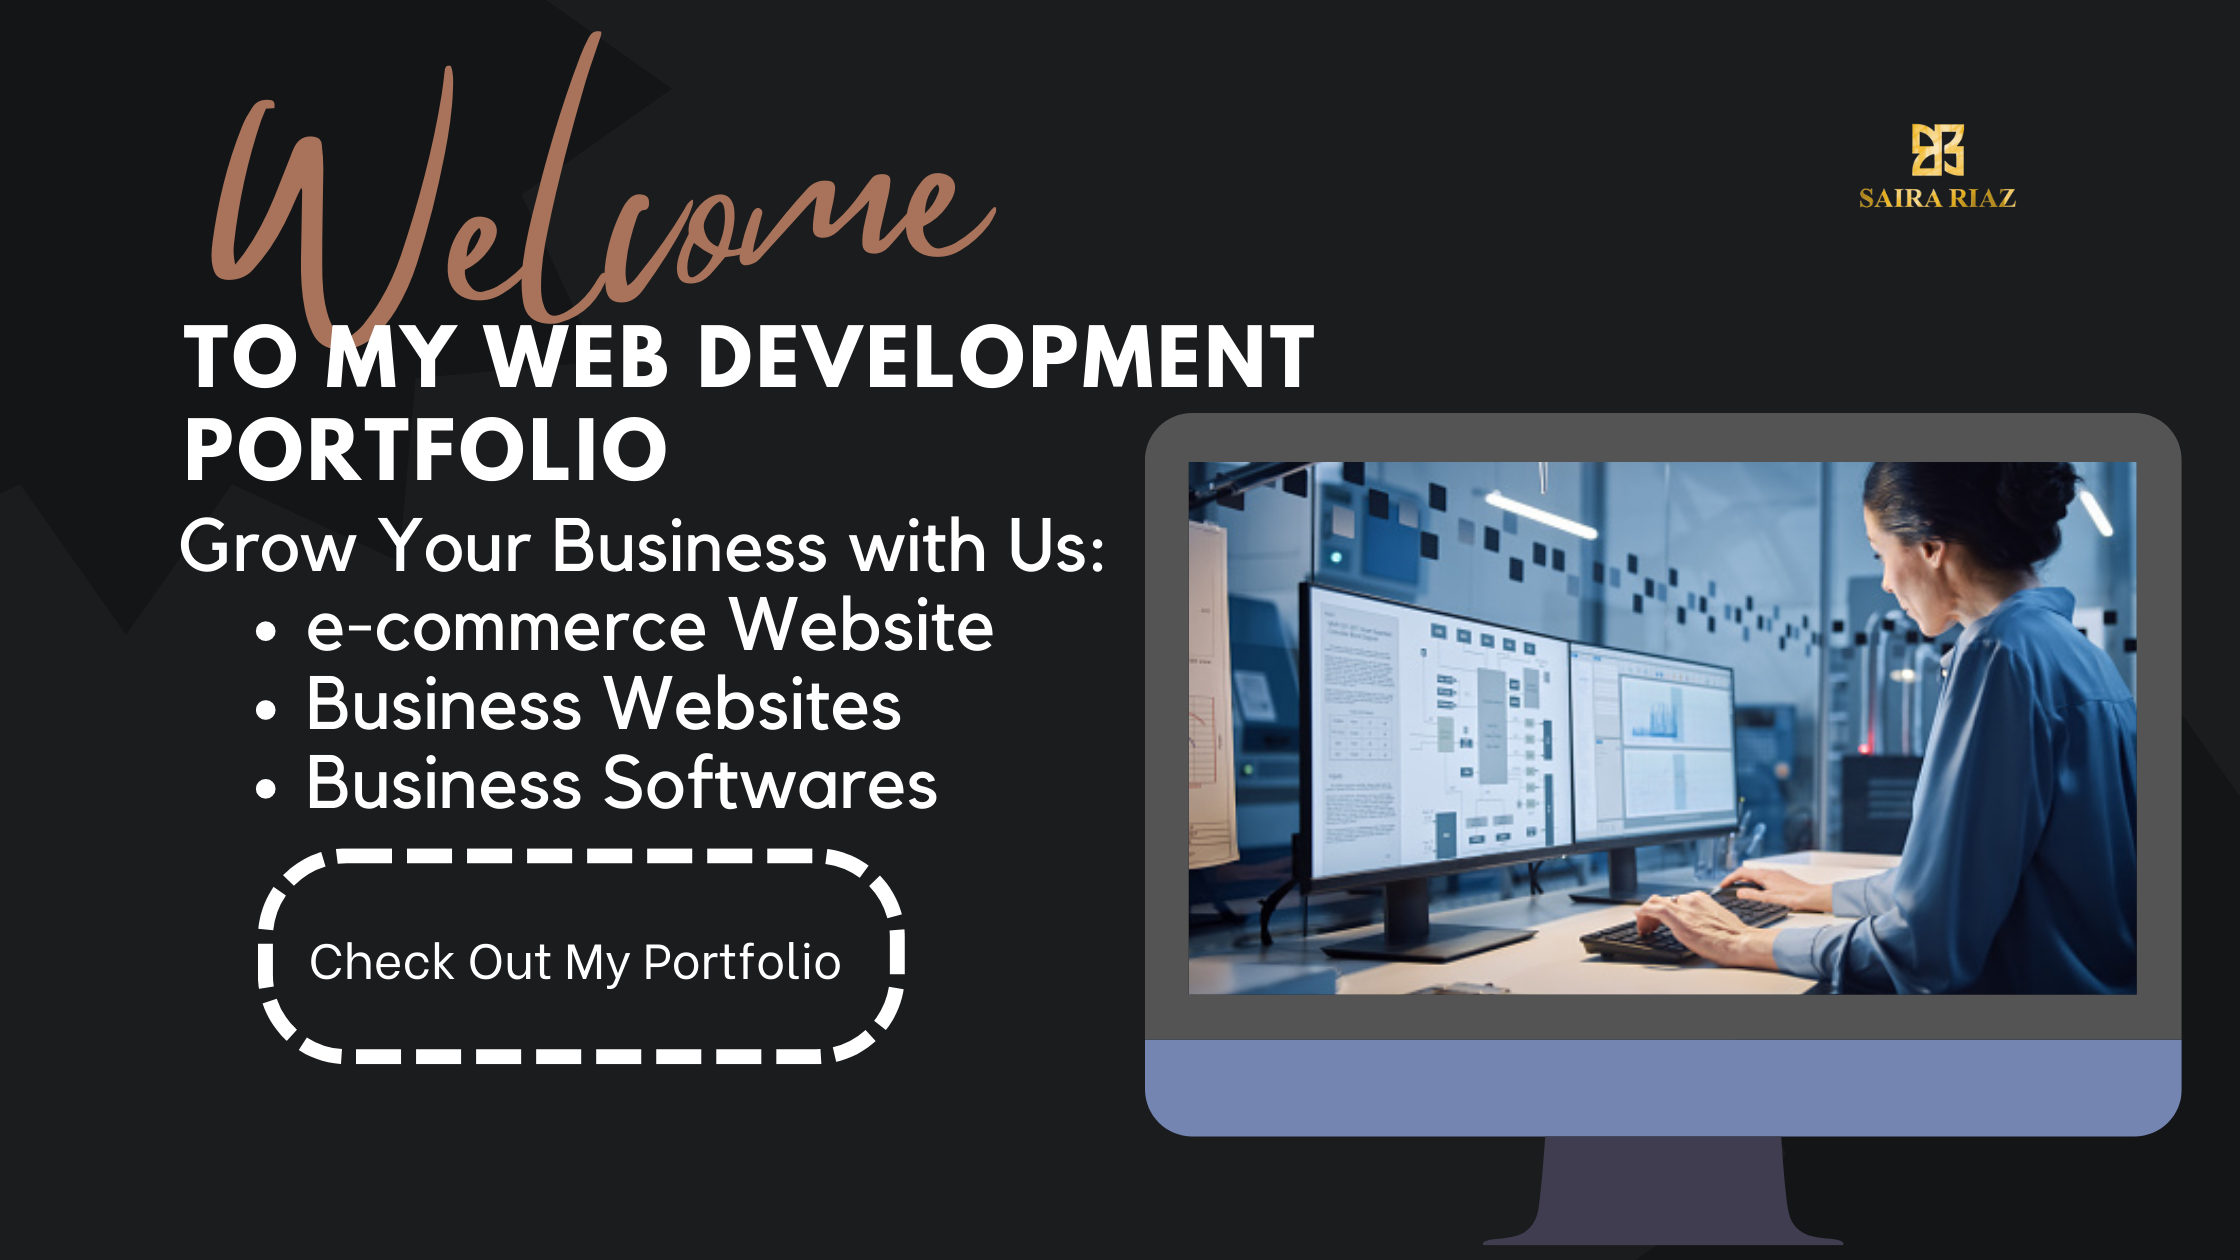 Welcome
SAIRA RIAZ
TO MY WEB DEVELOPMENT
PORTFOLIO
Grow Your Business with Us:
• e-commerce Website
• Business Websites
• Business Softwares
Check Out My Portfolio